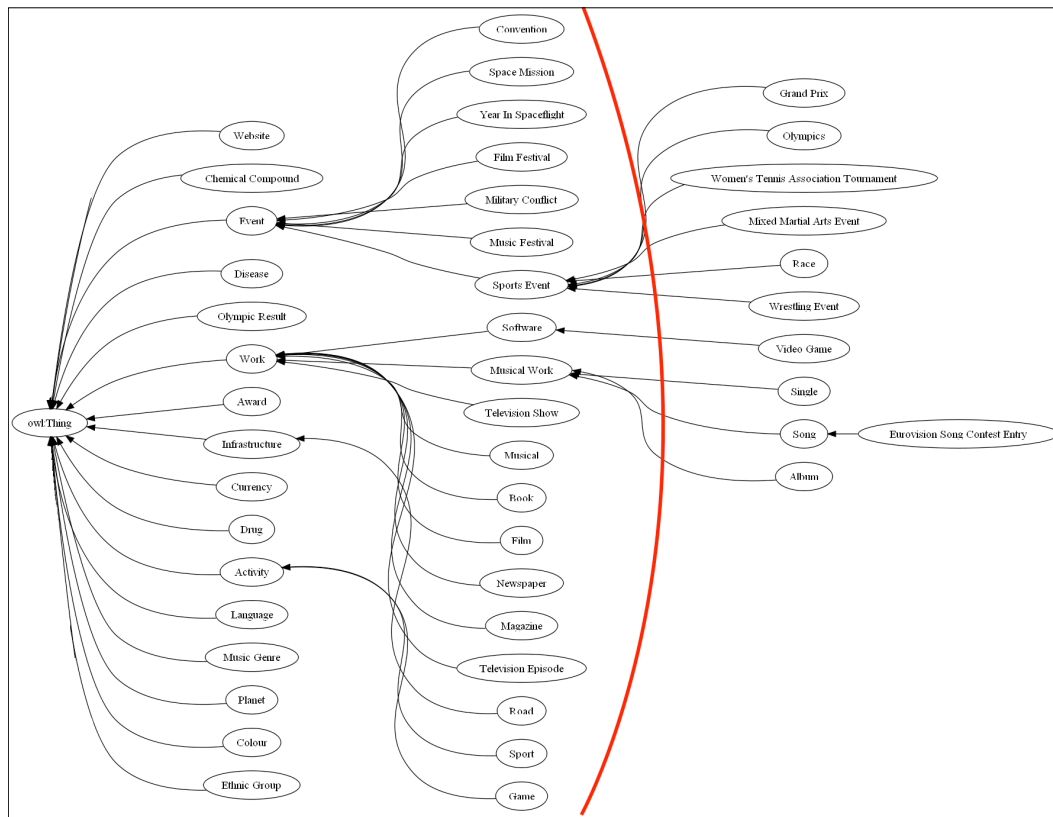 Convention
Space Mission
Year In Spaceflight
Film Festival
Military Conflict
Music Festival
Sports Event
Software
Musical Work
Television Show
Musical
Book
Film
Newspaper
Magazine
Television Episode
Road
Sport
Game
Website
Chemical Compound
Event
Disease
Olympic Result
Work
Award
Infrastructure
Currency
Drug
Activity
Language
Music Genre
Planet
Colour
Ethnic Group
owl:Thing
Grand Prix
Olympics
Women's Tennis Association Tournament
Mixed Martial Arts Event
Race
Wrestling Event
Video Game
Single
Song
Album
Eurovision Song Contest Entry